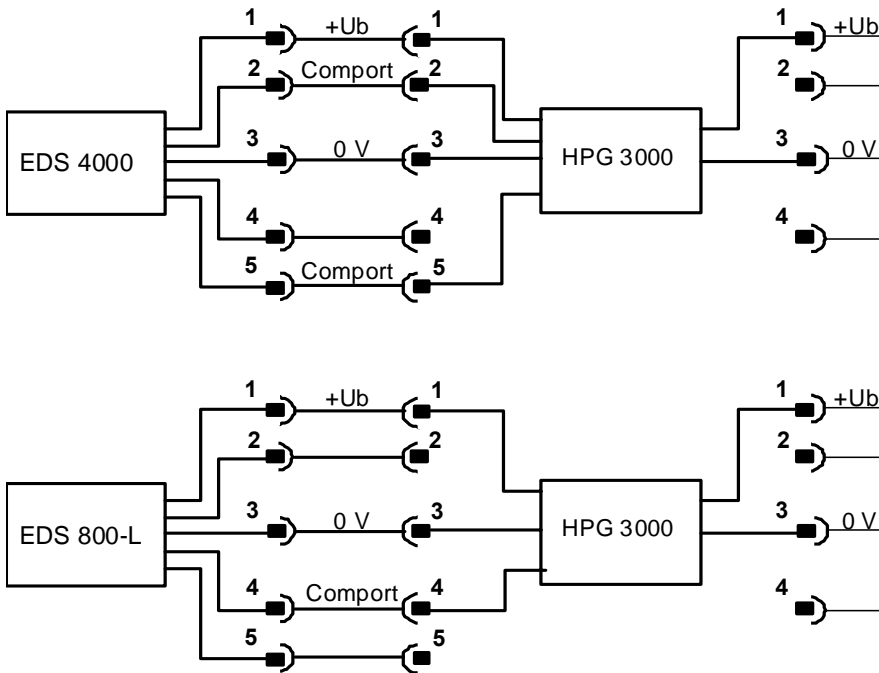 1 +Ub 1 1 +Ub
2 Comport 2 2
EDS 4000 3 0 V 3 HPG 3000 3 0 V
4 4 4
5 Comport 5
1 +Ub 1 1 +Ub
2 2 2
EDS 800-L 3 0 V 3 HPG 3000 3 0 V
4 Comport 4 4
5 5